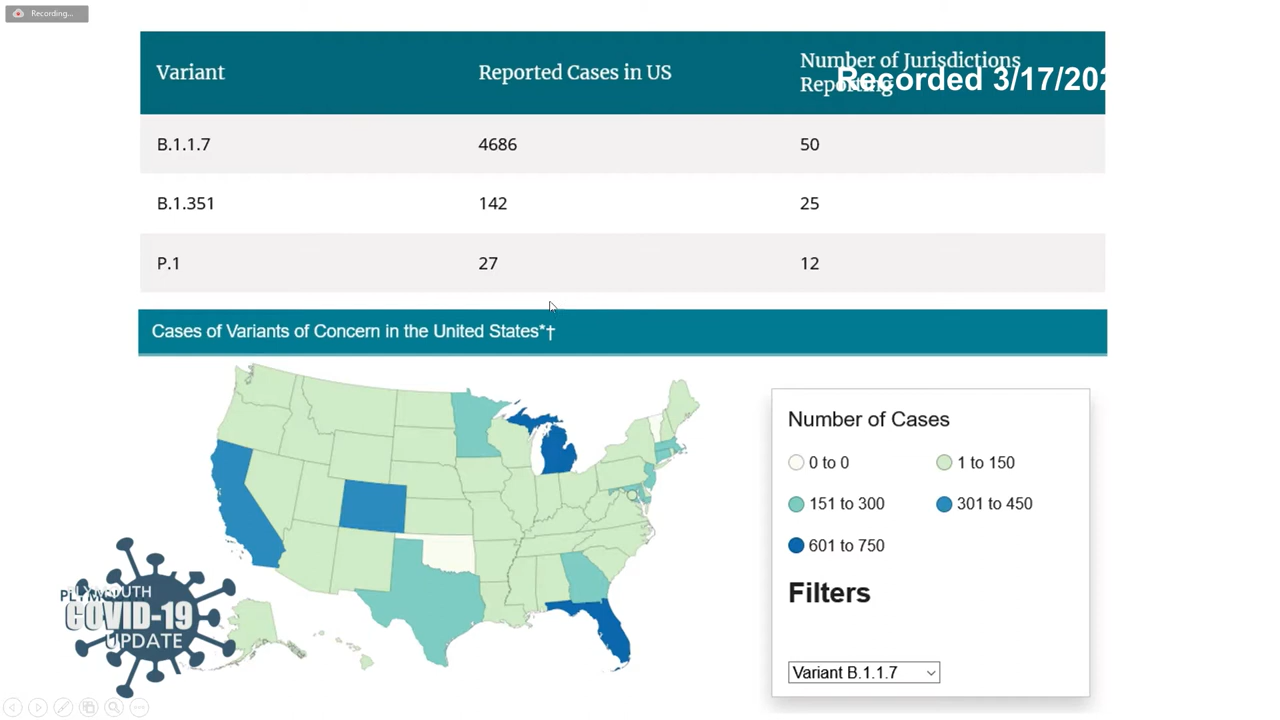 Recording...
Variant
Reported Cases in US
Number of Jurisdictions
Reporting
Recorded 3/17/202
B.1.1.7
4686
50
B.1.351
142
25
P.1
27
12
Cases of Variants of Concern in the United States*†
Number of Cases
0 to 0
1 to 150
151 to 300
301 to 450
601 to 750
Filters
Variant B.1.1.7
PLYMOUTH
COVID-19
UPDATE